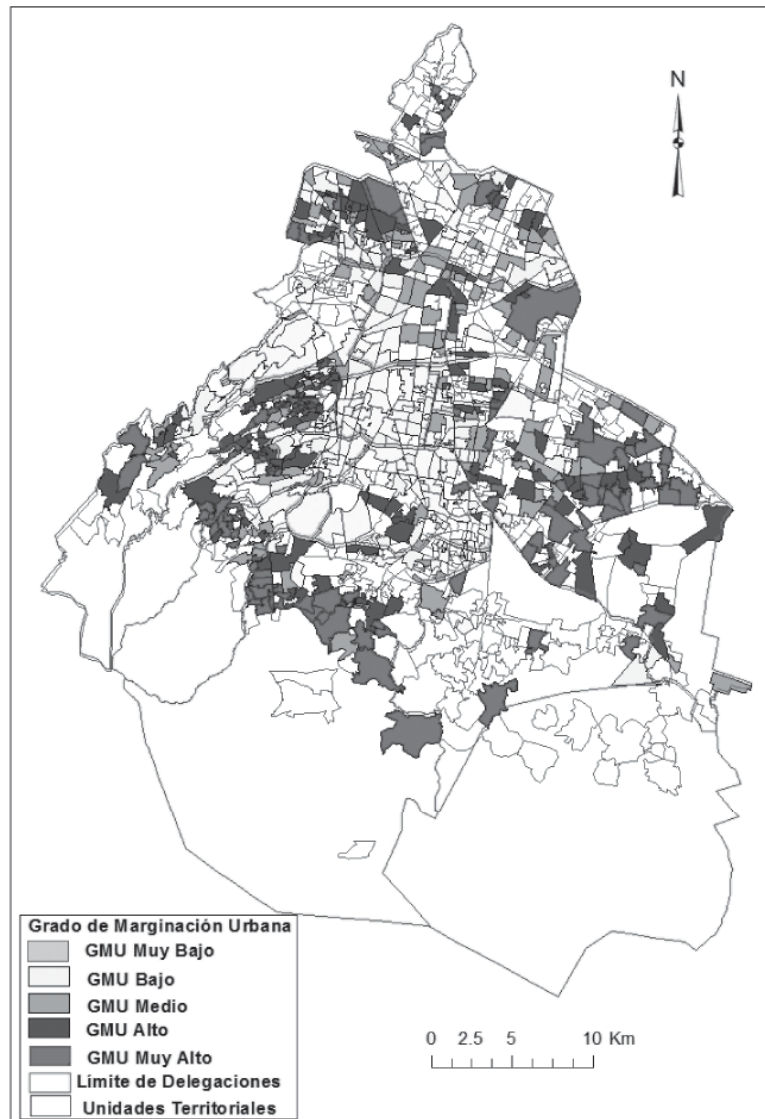 N
Grado de Marginación Urbana
GMU Muy Bajo
GMU Bajo
GMU Medio
GMU Alto
GMU Muy Alto
Límite de Delegaciones
Unidades Territoriales
0 2.5 5 10 Km